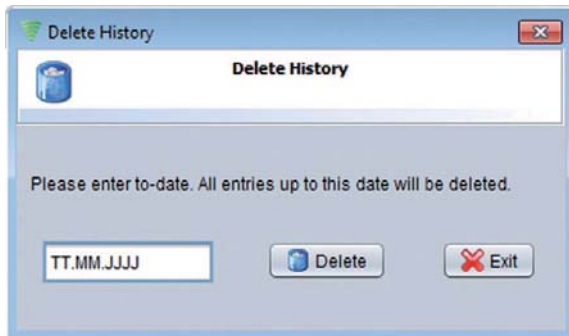 Delete History
Delete History
Please enter to-date. All entries up to this date will be deleted.
TT.MM.JJJJ
Delete
Exit